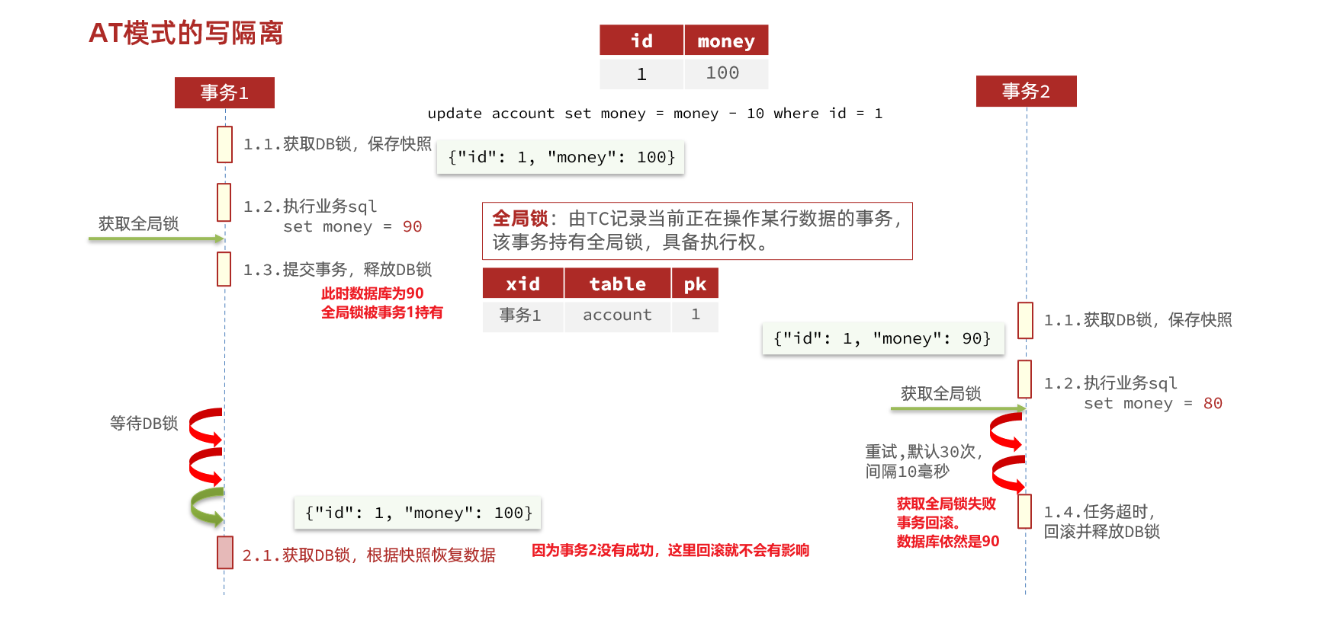 AT模式的写隔离
id money
1 100
事务1
事务2
update account set money = money - 10 where id = 1
1.1.获取DB锁，保存快照
{"id": 1, "money": 100}
1.2.执行业务sql
set money = 90
获取全局锁
全局锁：由TC记录当前正在操作某行数据的事务，
该事务持有全局锁，具备执行权。
1.3.提交事务，释放DB锁
此时数据库为90
全局锁被事务1持有
xid table pk
事务1 account 1
1.1.获取DB锁，保存快照
{"id": 1, "money": 90}
1.2.执行业务sql
set money = 80
获取全局锁
等待DB锁
重试,默认30次，
间隔10毫秒
获取全局锁失败
事务回滚。
数据库依然是90
1.4.任务超时，
回滚并释放DB锁
{"id": 1, "money": 100}
2.1.获取DB锁，根据快照恢复数据
因为事务2没有成功，这里回滚就不会有影响